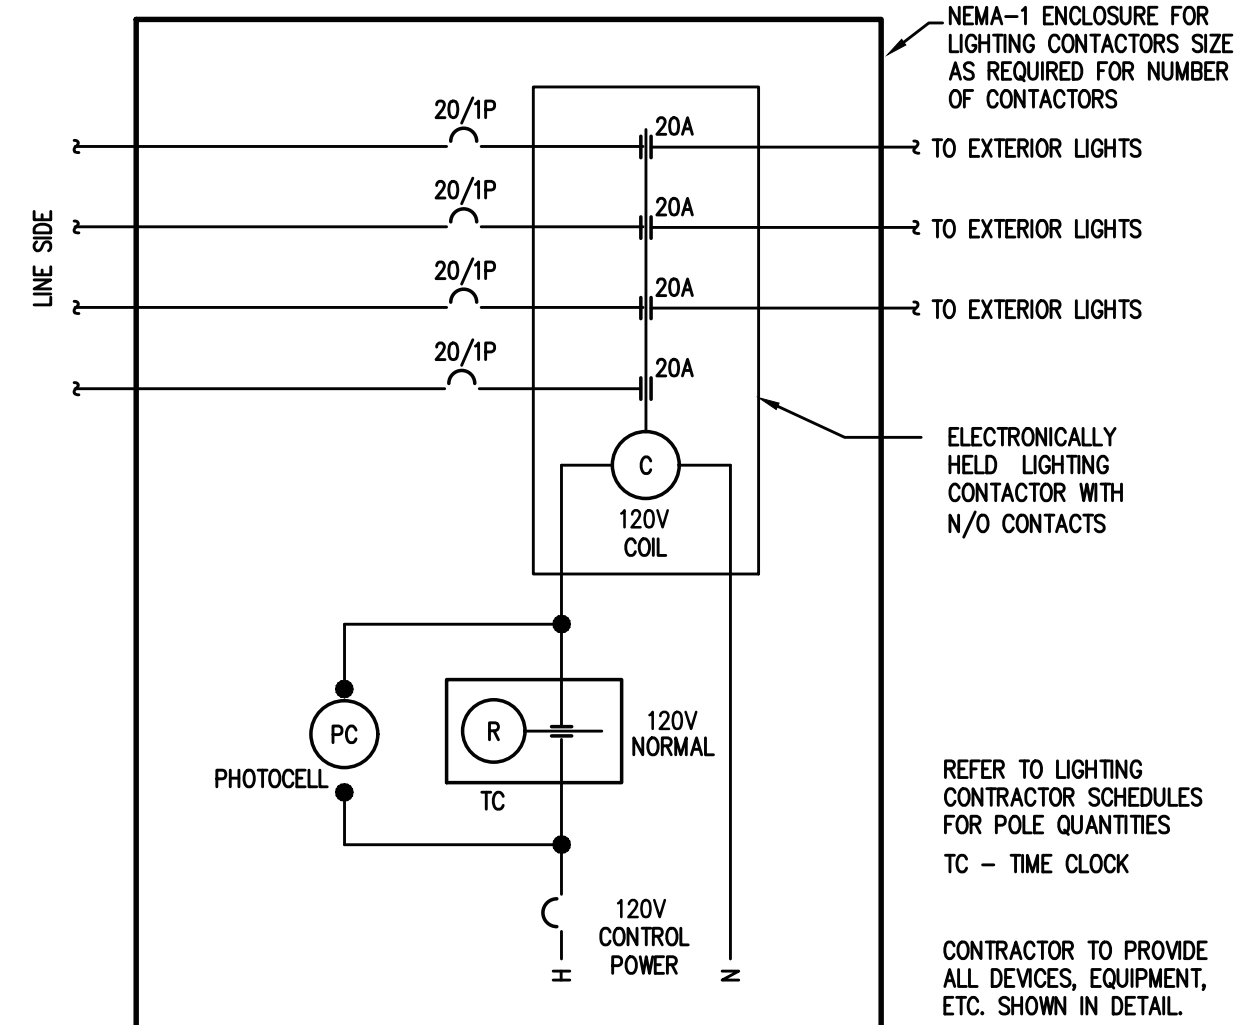 NEMA-1 ENCLOSURE FOR
LIGHTING CONTACTORS SIZE
AS REQUIRED FOR NUMBER
OF CONTACTORS
20/1P
20A
TO EXTERIOR LIGHTS
20/1P
20A
TO EXTERIOR LIGHTS
LINE SIDE
20/1P
20A
TO EXTERIOR LIGHTS
20/1P
20A
ELECTRONICALLY
HELD LIGHTING
CONTACTOR WITH
N/O CONTACTS
C
120V
COIL
PC
PHOTOCELL
R
TC
120V
NORMAL
REFER TO LIGHTING
CONTRACTOR SCHEDULES
FOR POLE QUANTITIES
TC - TIME CLOCK
120V
CONTROL
POWER
H
N
CONTRACTOR TO PROVIDE
ALL DEVICES, EQUIPMENT,
ETC. SHOWN IN DETAIL.